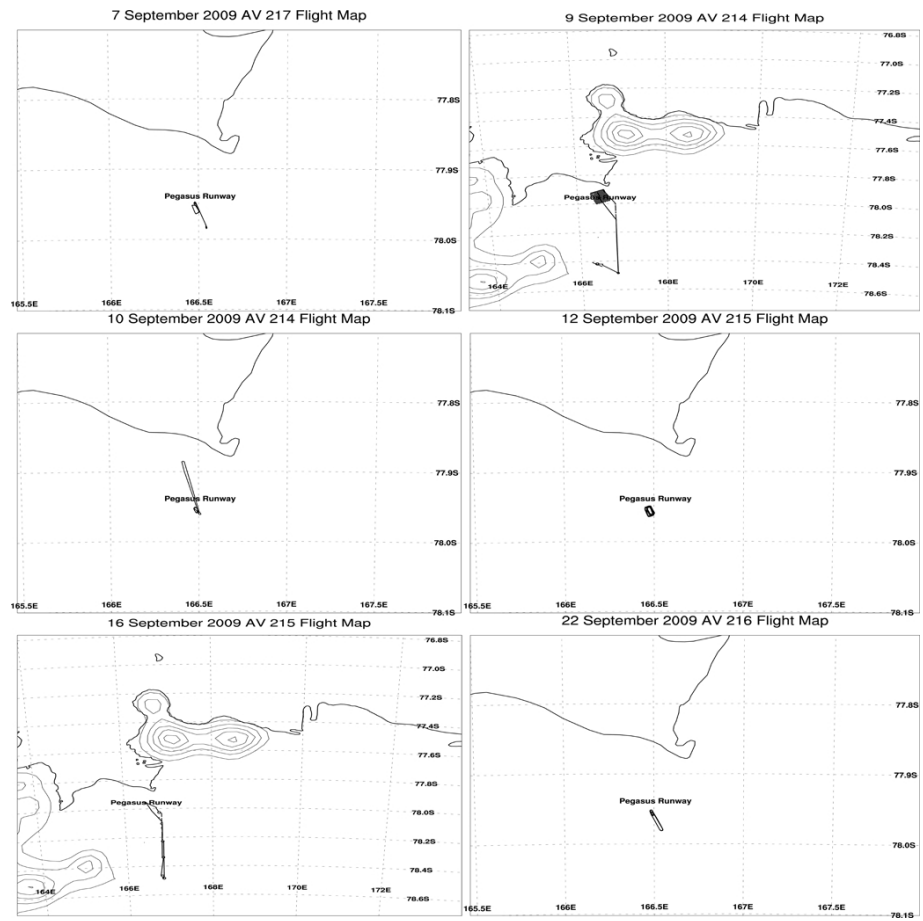 7 September 2009 AV 217 Flight Map
77.8S
77.9S
Pegasus Runway
78.0S
165.5E 166E 166.5E 167E 167.5E
78.1S
9 September 2009 AV 214 Flight Map
76.8S
77.0S
77.2S
77.4S
77.6S
77.8S
Pegasus Runway
78.0S
78.2S
78.4S
164E 166E 168E 170E 172E
78.6S
10 September 2009 AV 214 Flight Map
77.8S
77.9S
Pegasus Runway
78.0S
165.5E 166E 166.5E 167E 167.5E
78.1S
12 September 2009 AV 215 Flight Map
77.8S
77.9S
Pegasus Runway
78.0S
165.5E 166E 166.5E 167E 167.5E
78.1S
16 September 2009 AV 215 Flight Map
76.8S
77.0S
77.2S
77.4S
77.6S
77.8S
Pegasus Runway
78.0S
78.2S
78.4S
164E 166E 168E 170E 172E
78.6S
22 September 2009 AV 216 Flight Map
77.8S
77.9S
Pegasus Runway
78.0S
165.5E 166E 166.5E 167E 167.5E
78.1S